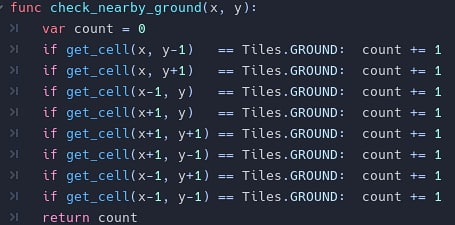 func check_nearby_ground(x, y):
    var count = 0
    if get_cell(x, y-1)   == Tiles.GROUND:  count += 1
    if get_cell(x, y+1)   == Tiles.GROUND:  count += 1
    if get_cell(x-1, y)   == Tiles.GROUND:  count += 1
    if get_cell(x+1, y)   == Tiles.GROUND:  count += 1
    if get_cell(x+1, y+1) == Tiles.GROUND:  count += 1
    if get_cell(x+1, y-1) == Tiles.GROUND:  count += 1
    if get_cell(x-1, y+1) == Tiles.GROUND:  count += 1
    if get_cell(x-1, y-1) == Tiles.GROUND:  count += 1
    return count